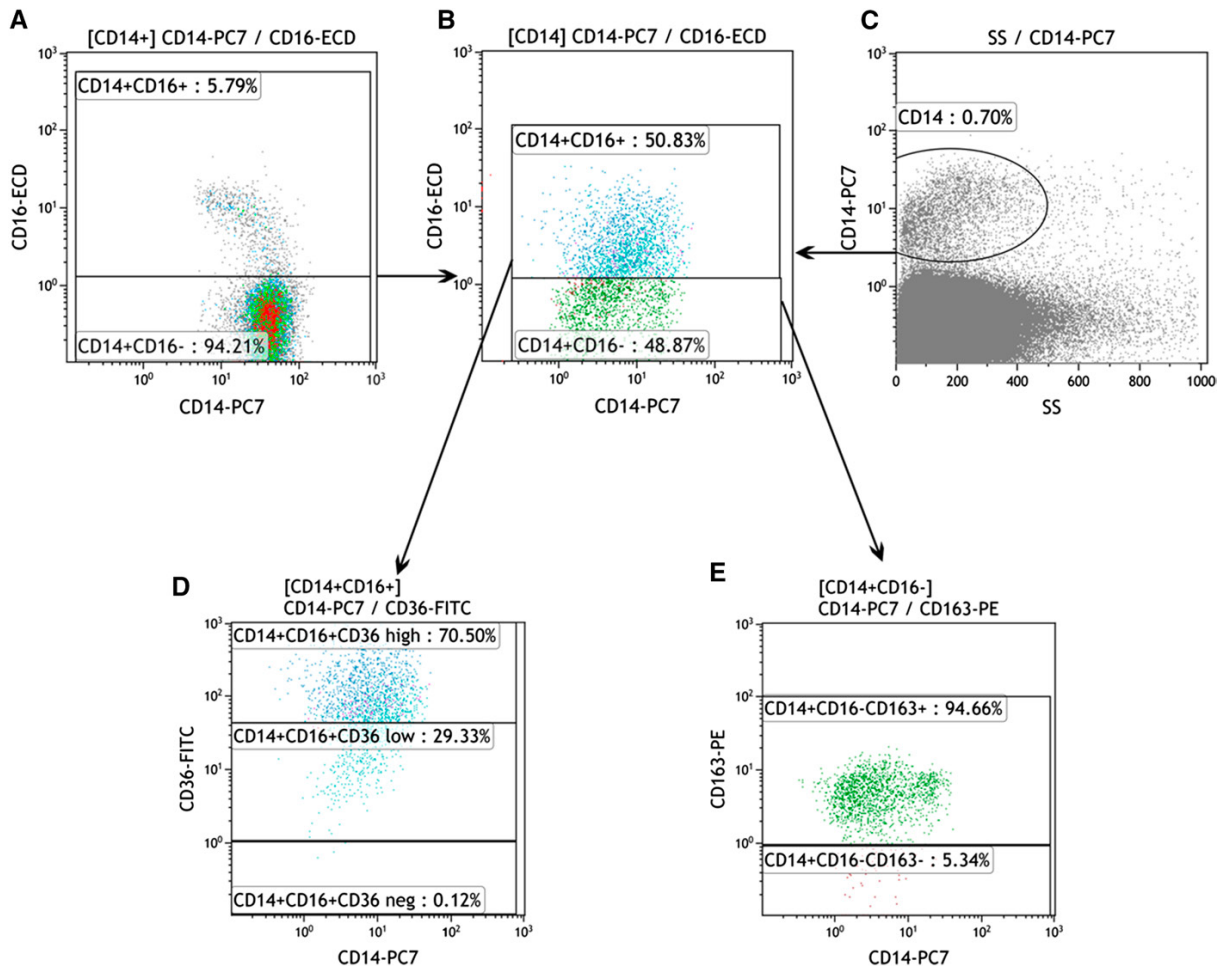 A
[CD14+] CD14-PC7 / CD16-ECD
10³
CD14+CD16+ : 5.79%
10²
10¹
10⁰
CD16-ECD
CD14+CD16- : 94.21%
10⁰ 10¹ 10² 10³
CD14-PC7
B
[CD14] CD14-PC7 / CD16-ECD
10³
10²
CD14+CD16+ : 50.83%
10¹
10⁰
CD16-ECD
CD14+CD16- : 48.87%
10⁰ 10¹ 10² 10³
CD14-PC7
C
SS / CD14-PC7
10³
CD14 : 0.70%
10²
10¹
10⁰
CD14-PC7
0 200 400 600 800 1000
SS
D
[CD14+CD16+]
CD14-PC7 / CD36-FITC
10³
CD14+CD16+CD36 high : 70.50%
10²
CD14+CD16+CD36 low : 29.33%
10¹
10⁰
CD36-FITC
CD14+CD16+CD36 neg : 0.12%
10⁰ 10¹ 10² 10³
CD14-PC7
E
[CD14+CD16-]
CD14-PC7 / CD163-PE
10³
10²
CD14+CD16-CD163+ : 94.66%
10¹
10⁰
CD163-PE
CD14+CD16-CD163- : 5.34%
10⁰ 10¹ 10² 10³
CD14-PC7